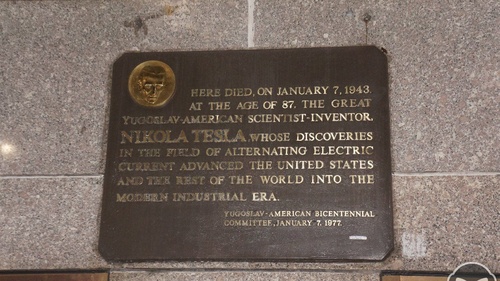 HERE DIED, ON JANUARY 7, 1943,
AT THE AGE OF 87, THE GREAT
YUGOSLAV-AMERICAN SCIENTIST-INVENTOR,
NIKOLA TESLA, WHOSE DISCOVERIES
IN THE FIELD OF ALTERNATING ELECTRIC
CURRENT ADVANCED THE UNITED STATES
AND THE REST OF THE WORLD INTO THE
MODERN INDUSTRIAL ERA.
YUGOSLAV-AMERICAN BICENTENNIAL
COMMITTEE, JANUARY 7, 1977.